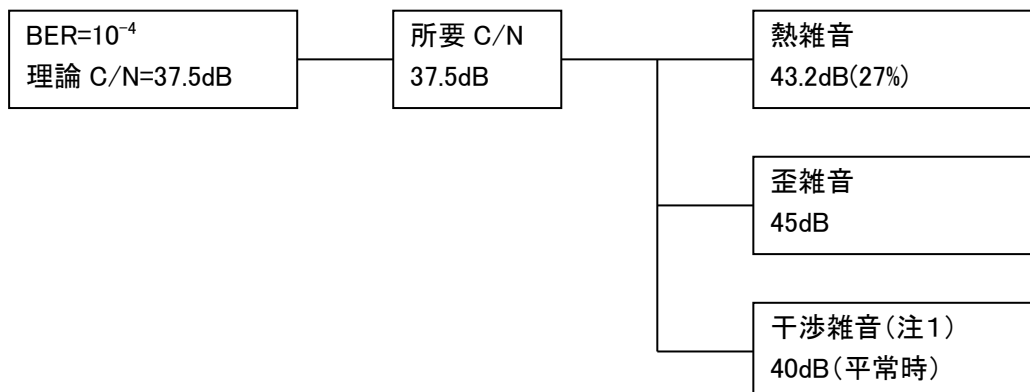 BER=10⁻⁴
理論 C/N=37.5dB
所要 C/N
37.5dB
熱雑音
43.2dB(27%)
歪雑音
45dB
干渉雑音(注1)
40dB(平常時)